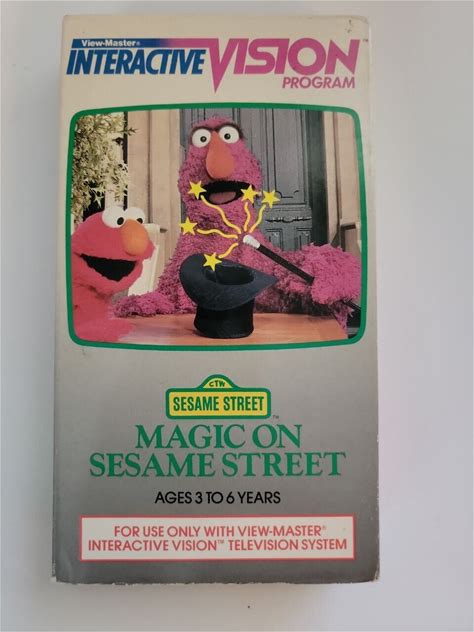 View-Master®
INTERACTIVE VISION
PROGRAM
CTW
SESAME STREET
™
MAGIC ON
SESAME STREET
AGES 3 TO 6 YEARS
FOR USE ONLY WITH VIEW-MASTER®
INTERACTIVE VISION™ TELEVISION SYSTEM